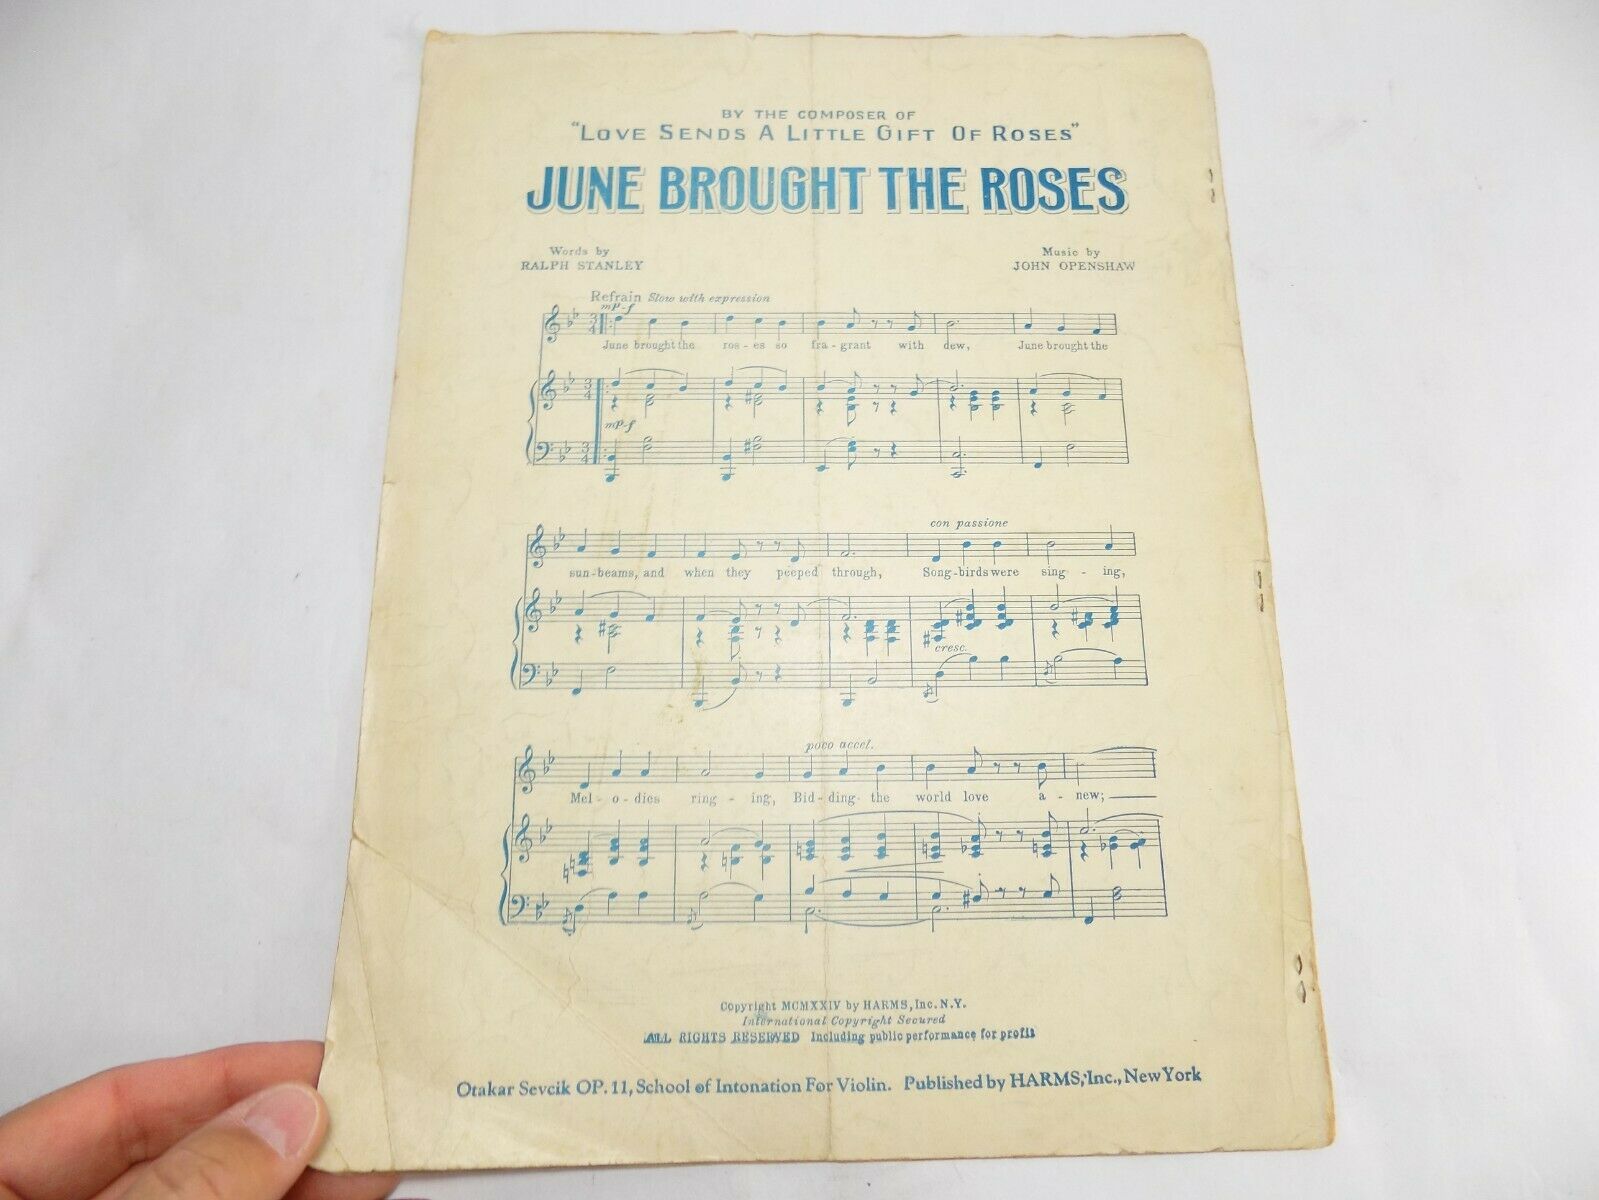 BY THE COMPOSER OF
"LOVE SENDS A LITTLE GIFT OF ROSES"
JUNE BROUGHT THE ROSES
Words by
RALPH STANLEY
Music by
JOHN OPENSHAW
Refrain Slow with expression
mp-f
June brought the ros - es so fra - grant with dew, June brought the
mp-f
con passione
sun-beams, and when they peeped through, Song-birds were sing - ing,
cresc.
poco accel.
Mel - o - dies ring - ing, Bid - ding the world love a - new;
Copyright MCMXXIV by HARMS, Inc. N.Y.
International Copyright Secured
ALL RIGHTS RESERVED Including public performance for profit
Otakar Sevcik OP. 11, School of Intonation For Violin. Published by HARMS, Inc., New York